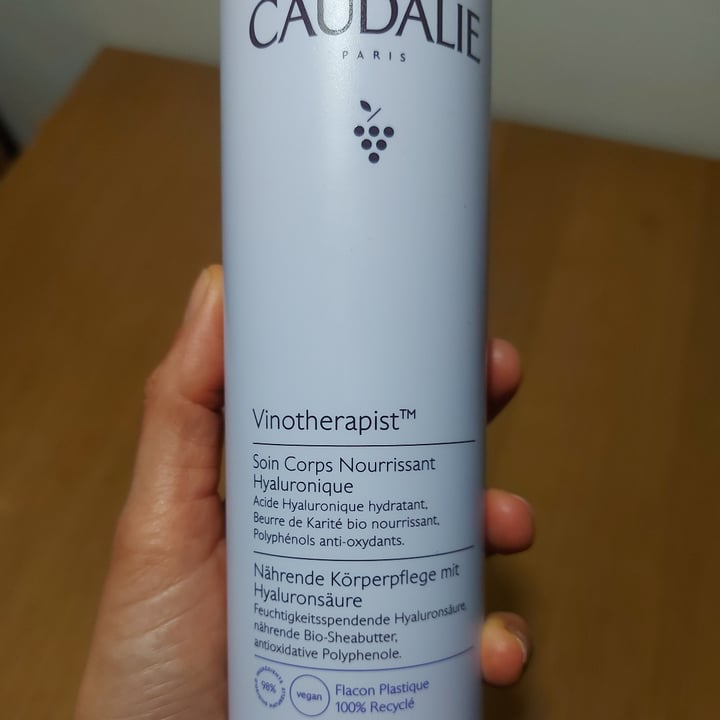 CAUDALIE
PARIS
Vinotherapist™
Soin Corps Nourrissant
Hyaluronique
Acide Hyaluronique hydratant,
Beurre de Karité bio nourrissant,
Polyphénols anti-oxydants.
Nährende Körperpflege mit
Hyaluronsäure
Feuchtigkeitsspendende Hyaluronsäure,
nährende Bio-Sheabutter,
antioxidative Polyphenole.
98%
vegan
Flacon Plastique
100% Recyclé